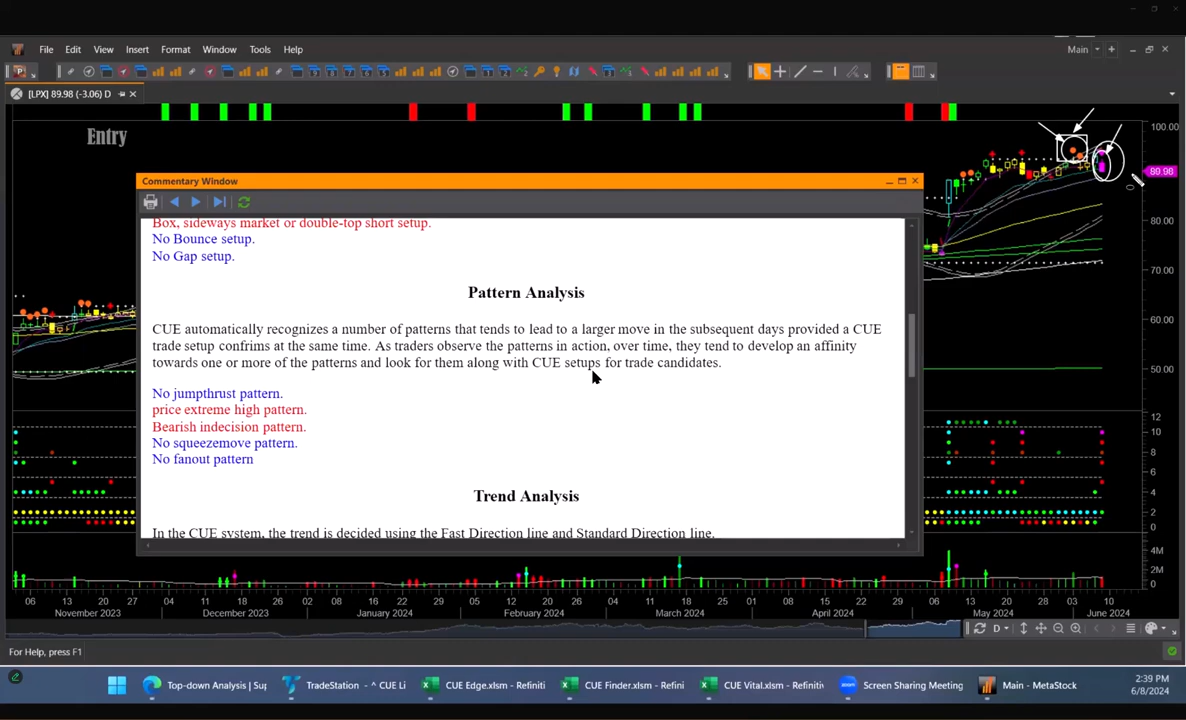 File Edit View Insert Format Window Tools Help
Main
[LPX] 89.98 (-3.06) D
Entry
Commentary Window
Box, sideways market or double-top short setup.
No Bounce setup.
No Gap setup.
Pattern Analysis
CUE automatically recognizes a number of patterns that tends to lead to a larger move in the subsequent days provided a CUE
trade setup confrims at the same time. As traders observe the patterns in action, over time, they tend to develop an affinity
towards one or more of the patterns and look for them along with CUE setups for trade candidates.
No jumpthrust pattern.
price extreme high pattern.
Bearish indecision pattern.
No squeezemove pattern.
No fanout pattern
Trend Analysis
In the CUE system, the trend is decided using the Fast Direction line and Standard Direction line.
100.00
89.98
80.00
70.00
60.00
50.00
12
10
8
6
4
2
0
4M
2M
0
06 13 20 27 04 11 18 26 02 08 16 22 29 05 12 20 26 04 11 18 25 01 08 15 22 29 06 13 20 28 03 10
November 2023 December 2023 January 2024 February 2024 March 2024 April 2024 May 2024 June 2024
D
For Help, press F1
Top-down Analysis | Sup TradeStation - ^ CUE Li CUE Edge.xlsm - Refiniti CUE Finder.xlsm - Refini CUE Vital.xlsm - Refinitiv Screen Sharing Meeting Main - MetaStock
2:39 PM
6/8/2024